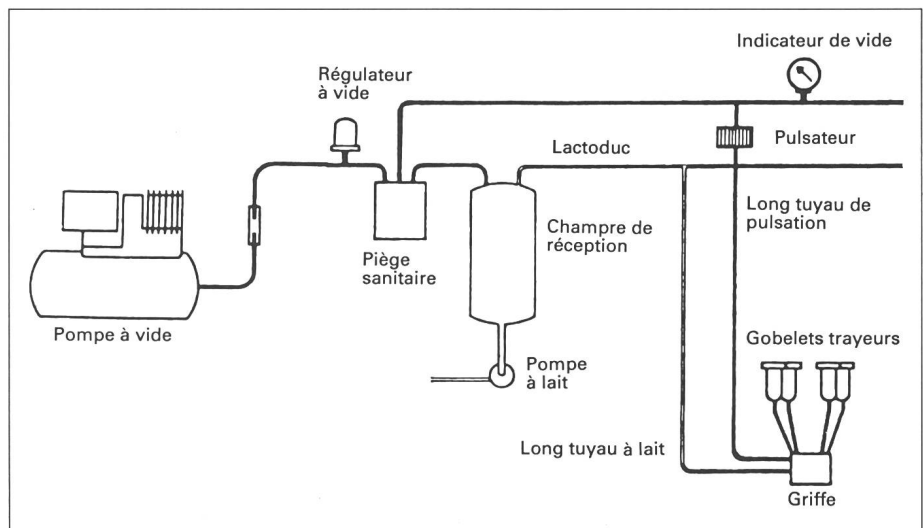 Indicateur de vide
Régulateur
à vide
Pulsateur
Lactoduc
Long tuyau de
pulsation
Champre de
réception
Piège
sanitaire
Pompe à vide
Gobelets trayeurs
Pompe
à lait
Long tuyau à lait
Griffe